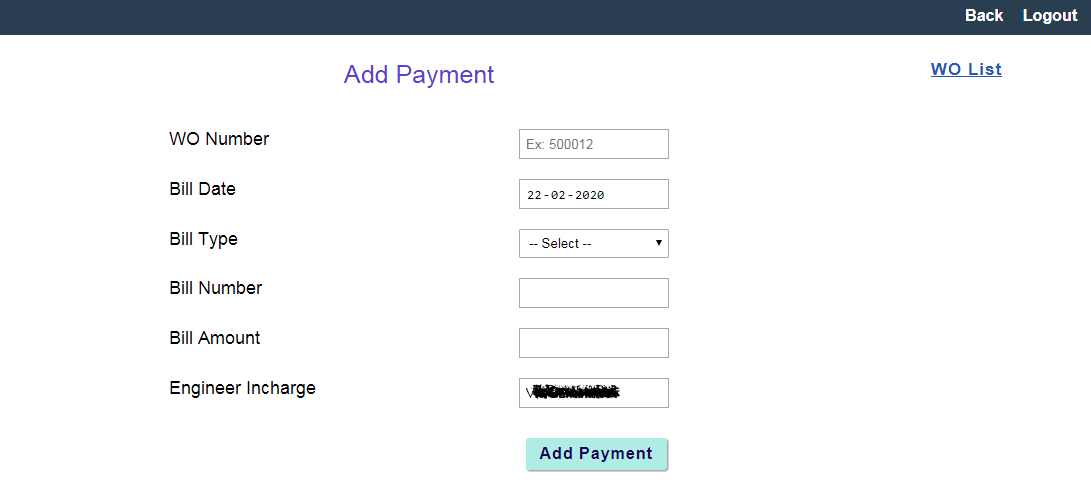 Back Logout
Add Payment WO List
WO Number Ex: 500012
Bill Date 22-02-2020
Bill Type -- Select --
Bill Number
Bill Amount
Engineer Incharge
Add Payment